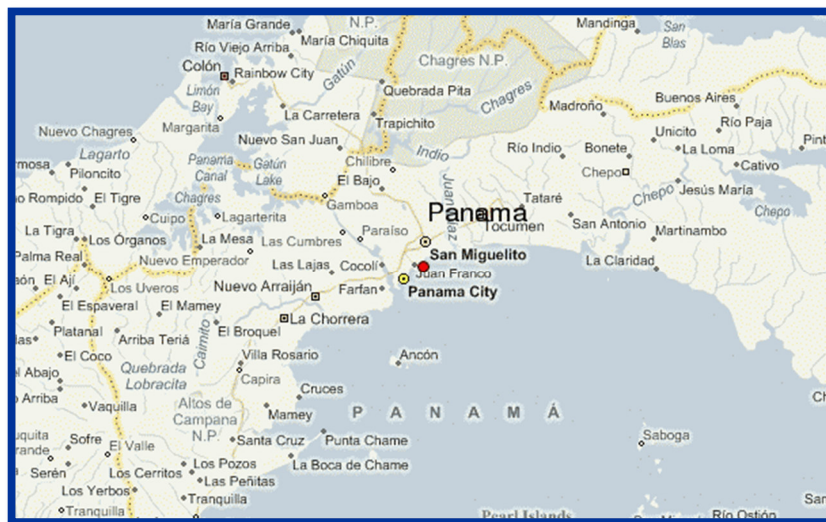 María Grande
N.P.
Mandinga
San
Blas
María Chiquita
Río Viejo Arriba
Colón
Rainbow City
Gatún
Chagres N.P.
Limón
Bay
Quebrada Pita
Chagres
Buenos Aires
Madroño
La Carretera
Margarita
Trapichito
Río Paja
Nuevo Chagres
Unicito
Nuevo San Juan
Indio
Río Indio
Bonete
La Loma
Lagarto
Panama
Canal
Gatún
Lake
Chilibre
Chepo
Cativo
Piloncito
El Bajo
Jesús María
Chepo
Rompido
El Tigre
Chagres
Gamboa
Tataré
Panamá
Chepo
Cuipo
Lagarterita
San Antonio
La Tigra
Los Órganos
Las Cumbres
Paraíso
Tocumen
Martinambo
La Mesa
San Miguelito
Palma Real
Nuevo Emperador
La Claridad
Las Lajas
Cocolí
Juan Franco
El Ají
Los Uveros
Nuevo Arraiján
Farfan
Panama City
El Espaveral
El Mamey
La Chorrera
Platanal
Arriba Teriá
El Broquel
Caimito
El Coco
Villa Rosario
Ancón
Quebrada
Lobracita
Capira
Abajo
Arriba
Cruces
Vaquilla
Altos de
Campana
N.P.
Mamey
PANAMÁ
Sofre
El Valle
Santa Cruz
Punta Chame
Saboga
Serén
Los Cerritos
Los Pozos
La Boca de Chame
Las Peñitas
Los Yerbos
Tranquilla
Tranquilla
Pearl Islands
Río Ostión